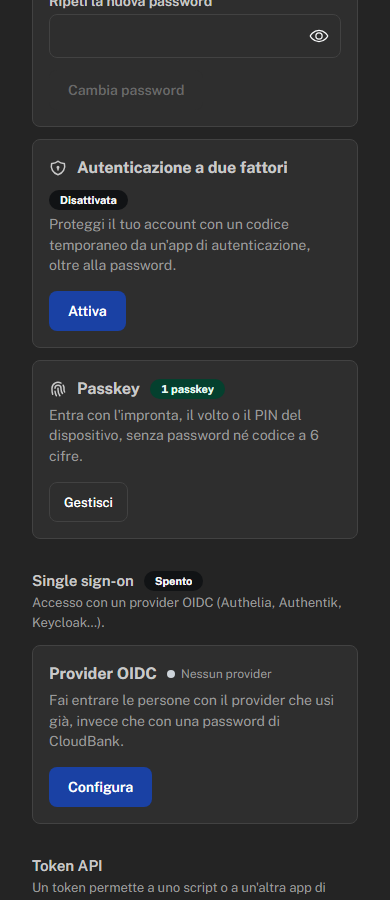 Ripeti la nuova password
Cambia password
Autenticazione a due fattori
Disattivata
Proteggi il tuo account con un codice
temporaneo da un'app di autenticazione,
oltre alla password.
Attiva
Passkey 1 passkey
Entra con l'impronta, il volto o il PIN del
dispositivo, senza password né codice a 6
cifre.
Gestisci
Single sign-on Spento
Accesso con un provider OIDC (Authelia, Authentik,
Keycloak...).
Provider OIDC Nessun provider
Fai entrare le persone con il provider che usi
già, invece che con una password di
CloudBank.
Configura
Token API
Un token permette a uno script o a un'altra app di